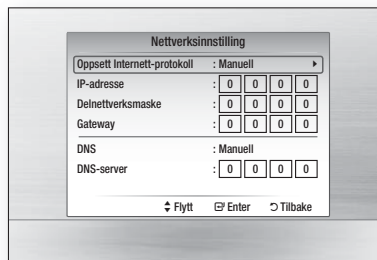 Nettverksinnstilling
Oppsett Internett-protokoll : Manuell
IP-adresse : 0 0 0 0
Delnettverksmaske : 0 0 0 0
Gateway : 0 0 0 0
DNS : Manuell
DNS-server : 0 0 0 0
Flytt Enter Tilbake